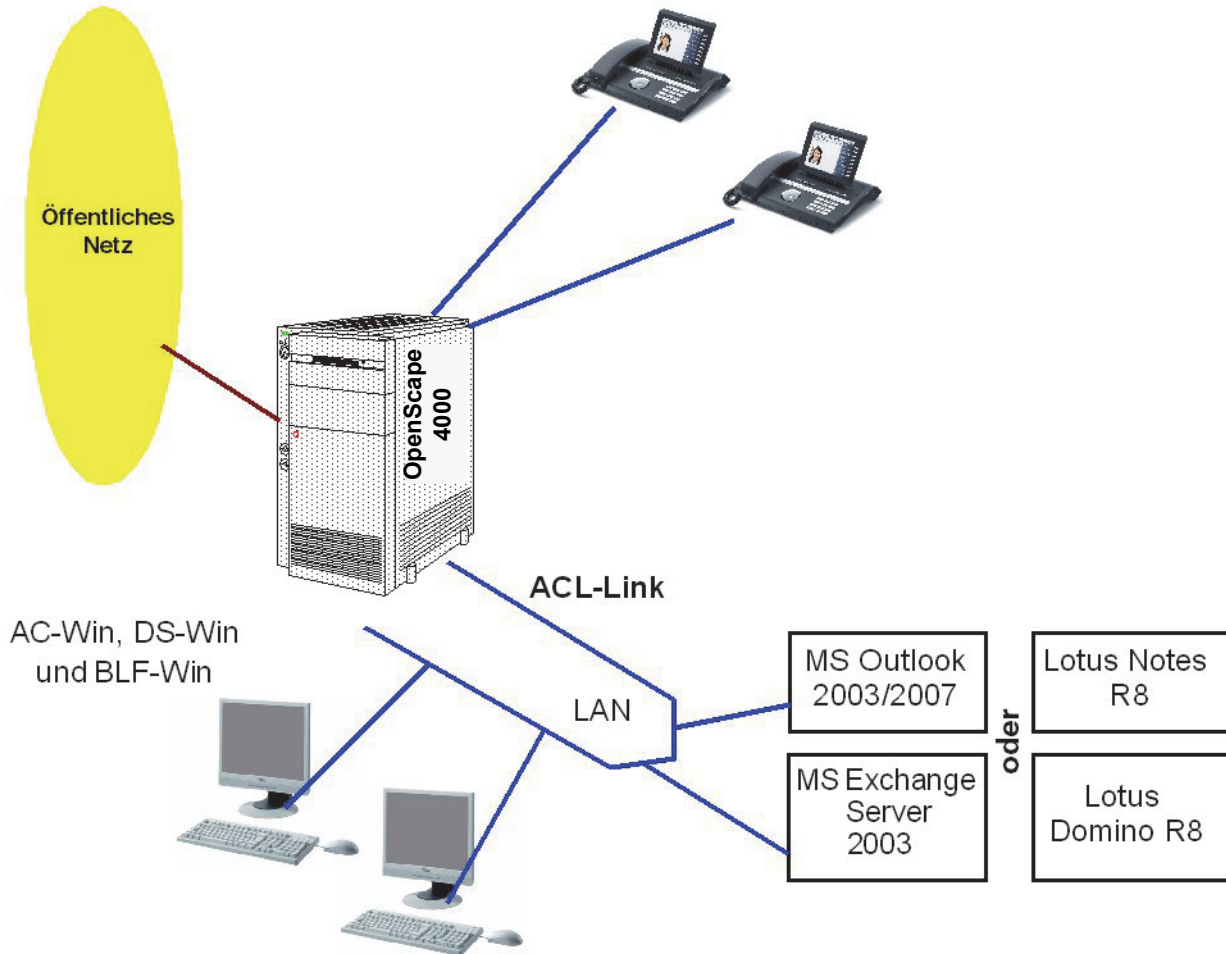 Öffentliches
Netz
OpenScape
4000
ACL-Link
AC-Win, DS-Win
und BLF-Win
LAN
MS Outlook
2003/2007
oder
Lotus Notes
R8
MS Exchange
Server
2003
Lotus
Domino R8